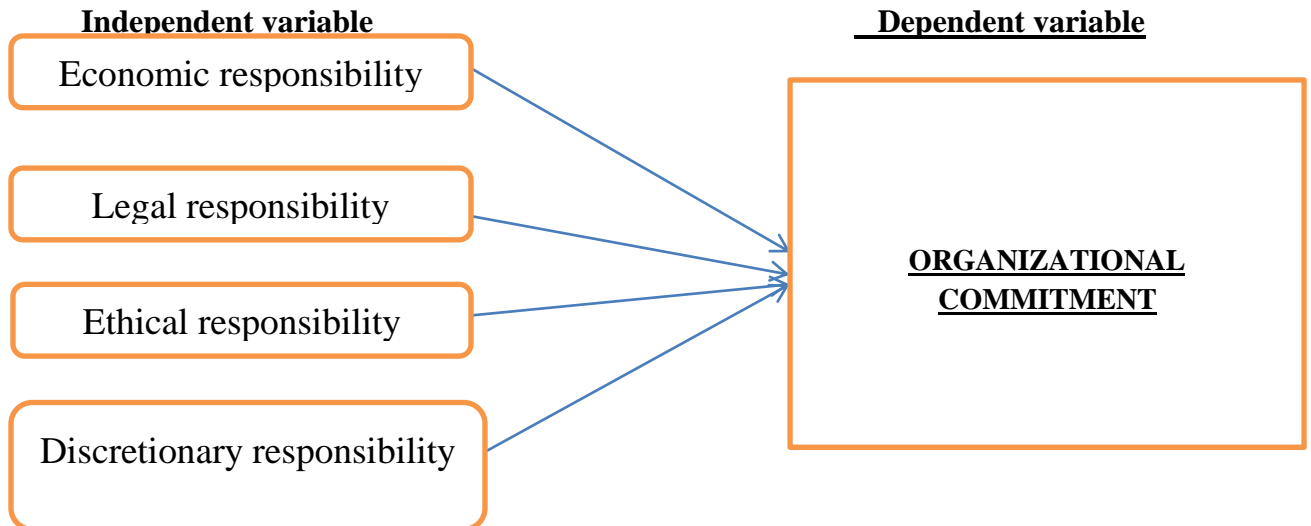 Independent variable
Dependent variable
Economic responsibility
Legal responsibility
Ethical responsibility
Discretionary responsibility
ORGANIZATIONAL
COMMITMENT